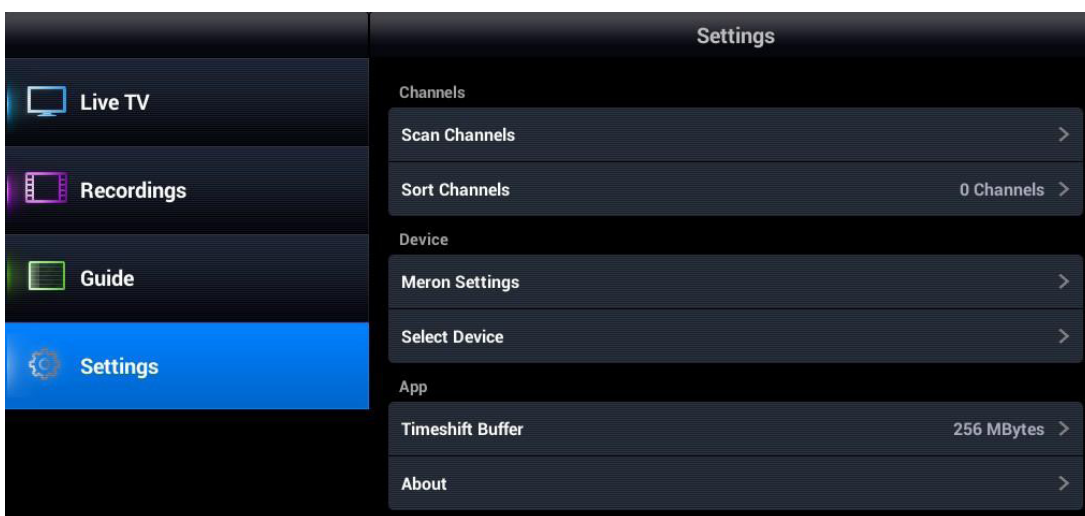 Live TV
Recordings
Guide
Settings
Settings
Channels
Scan Channels
Sort Channels 0 Channels
Device
Meron Settings
Select Device
App
Timeshift Buffer 256 MBytes
About